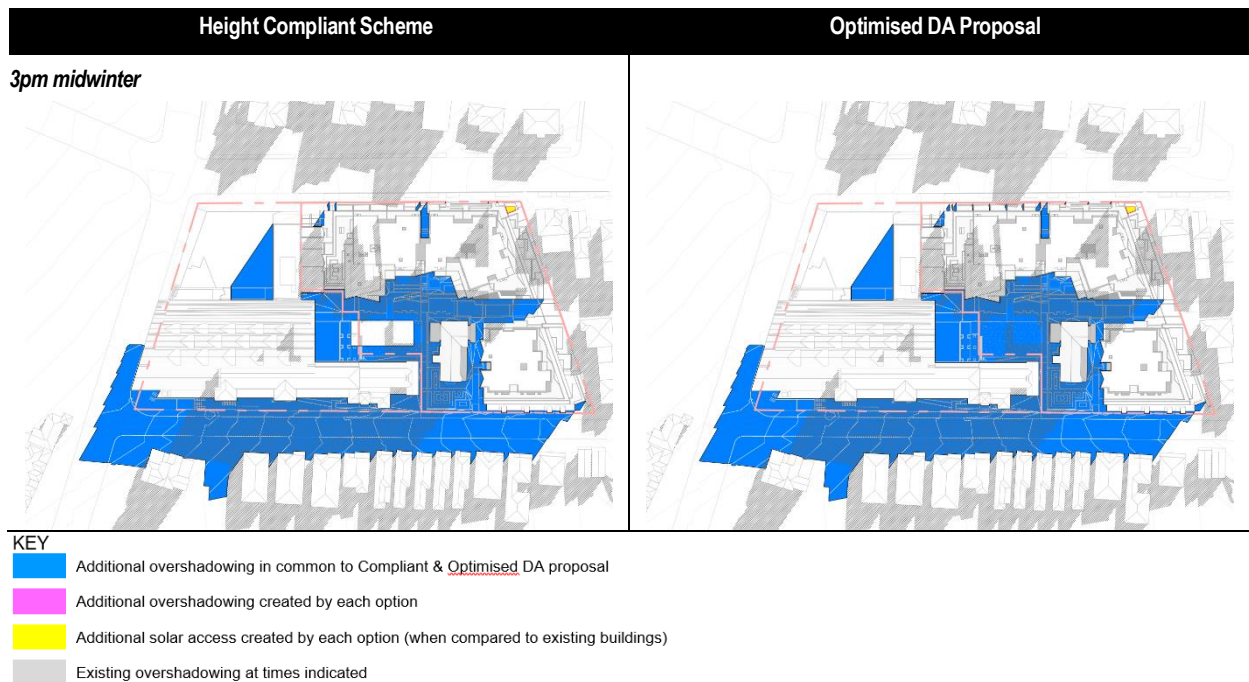 Height Compliant Scheme
Optimised DA Proposal
3pm midwinter
KEY
Additional overshadowing in common to Compliant & Optimised DA proposal
Additional overshadowing created by each option
Additional solar access created by each option (when compared to existing buildings)
Existing overshadowing at times indicated